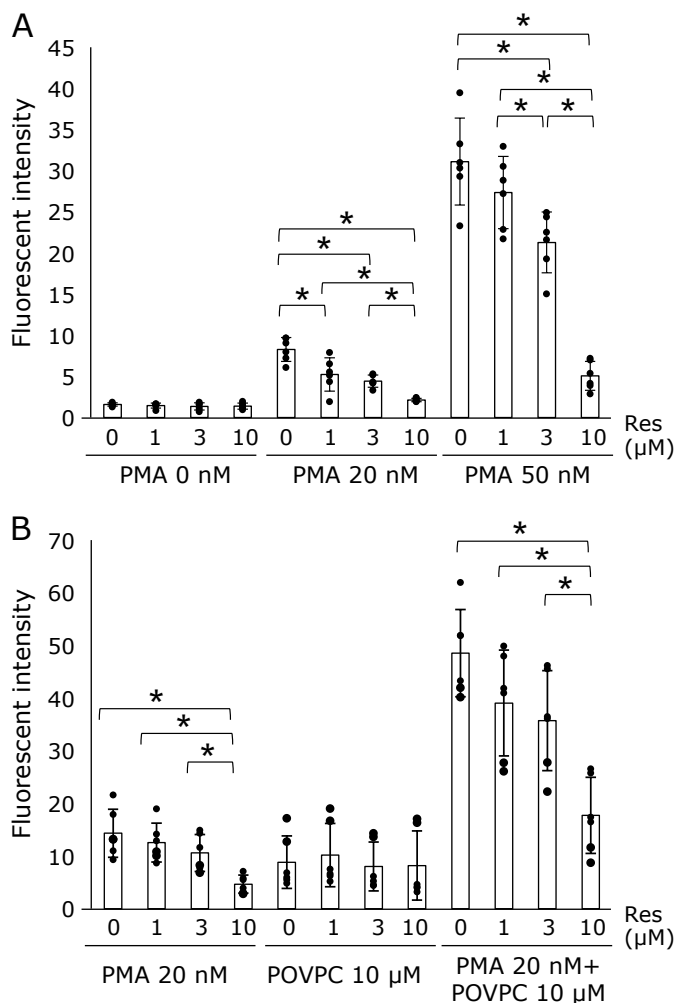 A
45
40
35
30
25
20
15
10
5
0
Fluorescent intensity
* * * * *
* * * * *
0 1 3 10 0 1 3 10 0 1 3 10 Res
(µM)
PMA 0 nM PMA 20 nM PMA 50 nM
B
70
60
50
40
30
20
10
0
Fluorescent intensity
* * *
* * *
0 1 3 10 0 1 3 10 0 1 3 10 Res
(µM)
PMA 20 nM POVPC 10 µM PMA 20 nM+
POVPC 10 µM